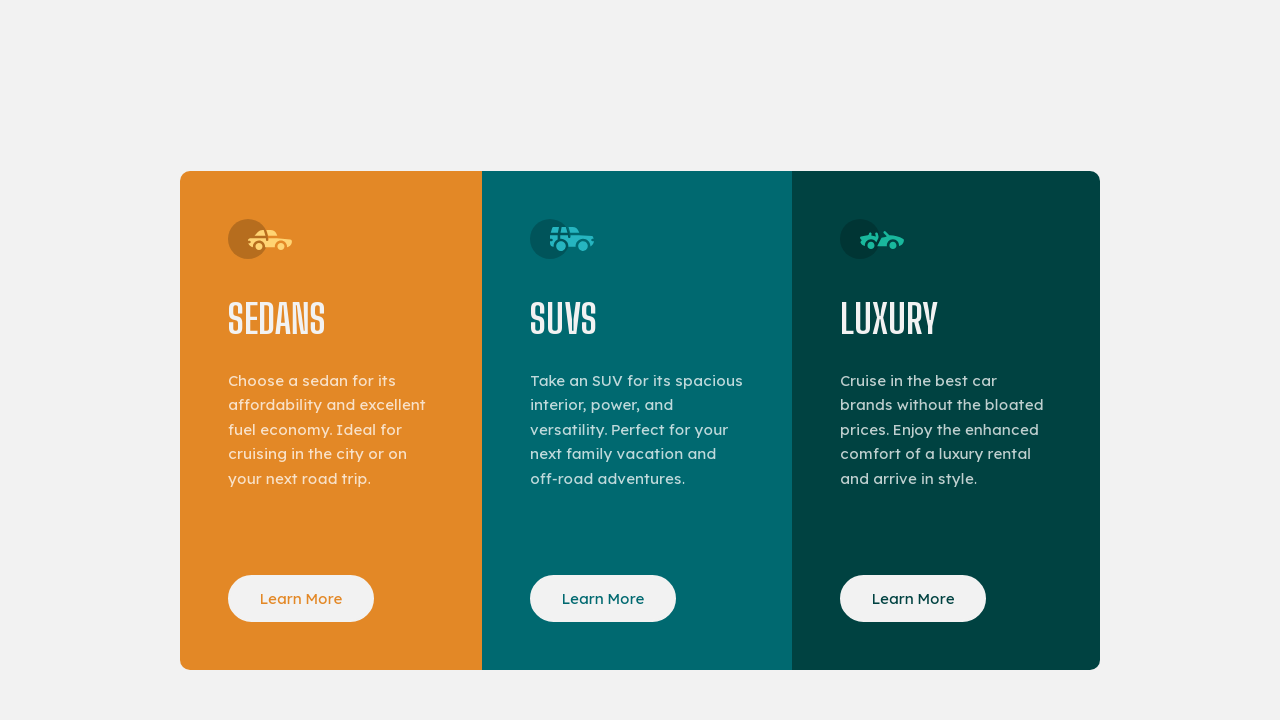 SEDANS
Choose a sedan for its
affordability and excellent
fuel economy. Ideal for
cruising in the city or on
your next road trip.
Learn More
SUVS
Take an SUV for its spacious
interior, power, and
versatility. Perfect for your
next family vacation and
off-road adventures.
Learn More
LUXURY
Cruise in the best car
brands without the bloated
prices. Enjoy the enhanced
comfort of a luxury rental
and arrive in style.
Learn More